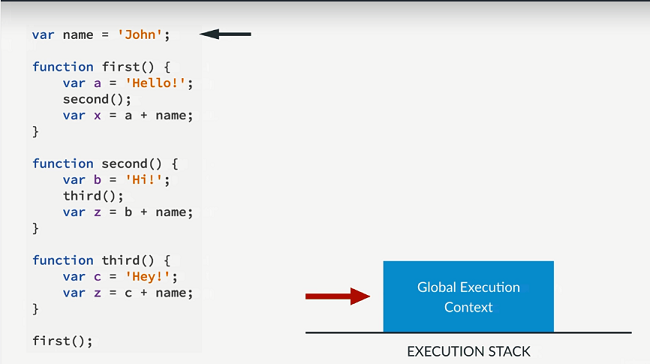 var name = 'John';
function first() {
var a = 'Hello!';
second();
var x = a + name;
}
function second() {
var b = 'Hi!';
third();
var z = b + name;
}
function third() {
var c = 'Hey!';
var z = c + name;
}
first();
Global Execution
Context
EXECUTION STACK